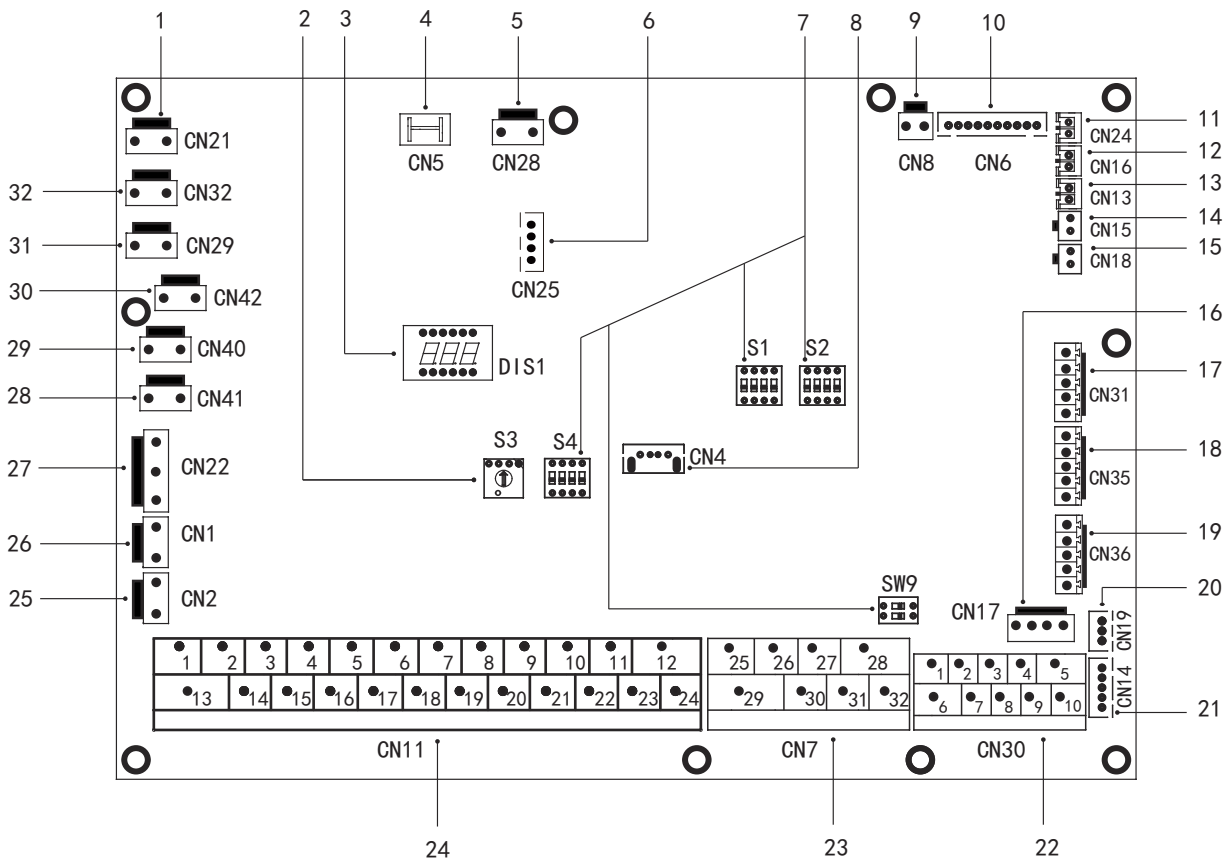 1 2 3 4 5 6 7 8 9 10
CN21
CN5
CN28
CN8
CN6
CN24
11
CN16
12
CN13
13
CN15
14
CN18
15
32
CN32
31
CN29
CN25
30
CN42
16
29
CN40
DIS1
S1
S2
CN31
17
28
CN41
27
CN22
S3
S4
CN4
CN35
18
26
CN1
CN36
19
25
CN2
SW9
CN17
CN19
20
1 2 3 4 5 6 7 8 9 10 11 12
25 26 27 28
1 2 3 4 5
13 14 15 16 17 18 19 20 21 22 23 24
29 30 31 32
6 7 8 9 10
CN14
21
CN11
CN7
CN30
24
23
22